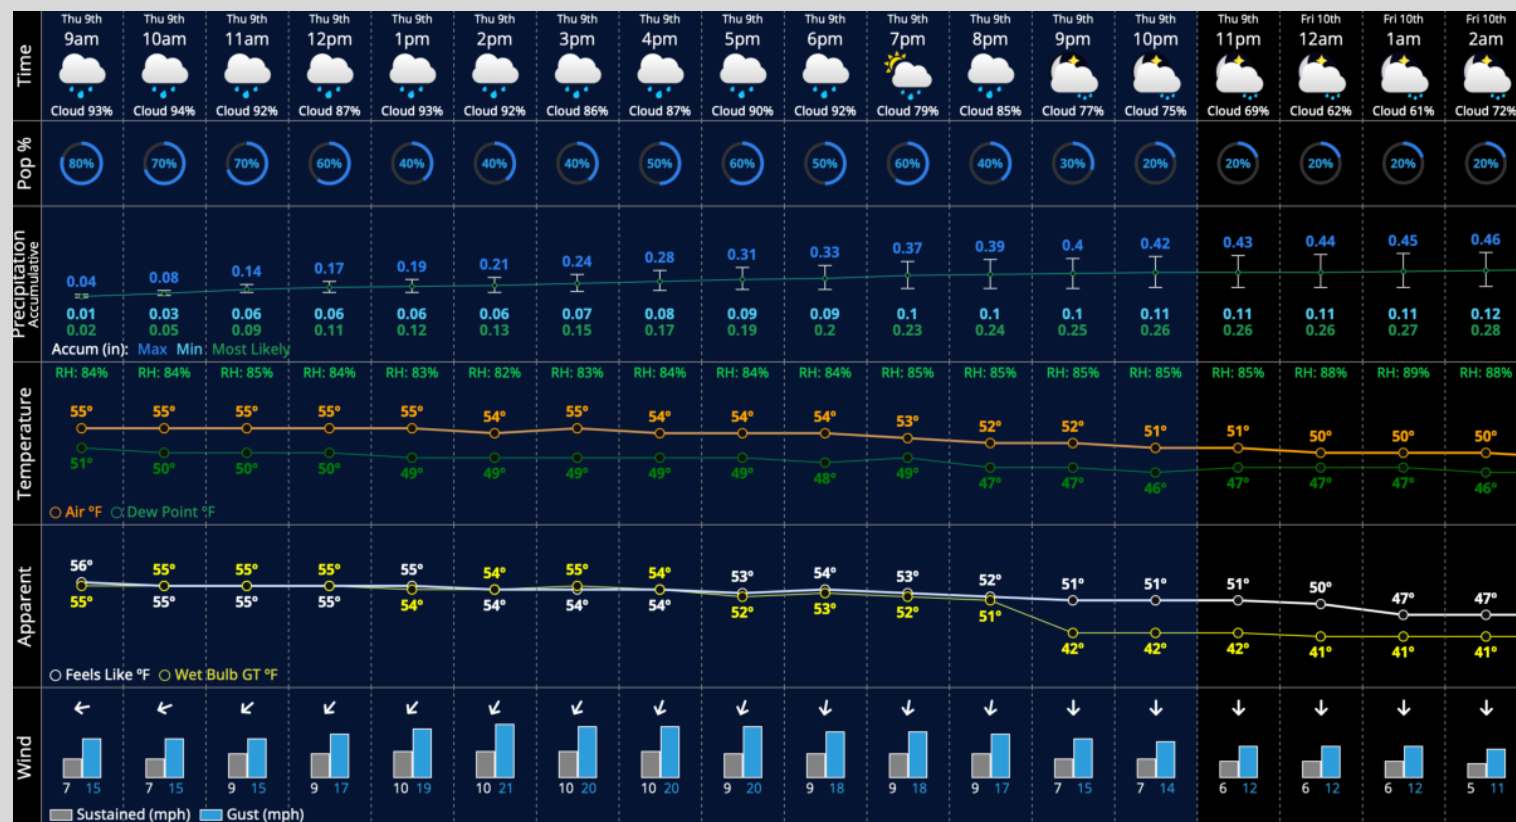 Thu 9th Thu 9th Thu 9th Thu 9th Thu 9th Thu 9th Thu 9th Thu 9th Thu 9th Thu 9th Thu 9th Thu 9th Thu 9th Thu 9th Thu 9th Fri 10th Fri 10th Fri 10th
Time 9am 10am 11am 12pm 1pm 2pm 3pm 4pm 5pm 6pm 7pm 8pm 9pm 10pm 11pm 12am 1am 2am
Cloud 93% Cloud 94% Cloud 92% Cloud 87% Cloud 93% Cloud 92% Cloud 86% Cloud 87% Cloud 90% Cloud 92% Cloud 79% Cloud 85% Cloud 77% Cloud 75% Cloud 69% Cloud 62% Cloud 61% Cloud 72%
Pop % 80% 70% 70% 60% 40% 40% 40% 50% 60% 50% 60% 40% 30% 20% 20% 20% 20% 20%
Precipitation
Accumulative
0.04 0.08 0.14 0.17 0.19 0.21 0.24 0.28 0.31 0.33 0.37 0.39 0.4 0.42 0.43 0.44 0.45 0.46
0.01 0.03 0.06 0.06 0.06 0.06 0.07 0.08 0.09 0.09 0.1 0.1 0.1 0.11 0.11 0.11 0.11 0.12
0.02 0.05 0.09 0.11 0.12 0.13 0.15 0.17 0.19 0.2 0.23 0.24 0.25 0.26 0.26 0.26 0.27 0.28
Accum (in): Max Min Most Likely
RH: 84% RH: 84% RH: 85% RH: 84% RH: 83% RH: 82% RH: 83% RH: 84% RH: 84% RH: 84% RH: 85% RH: 85% RH: 85% RH: 85% RH: 85% RH: 88% RH: 89% RH: 88%
Temperature
55° 55° 55° 55° 55° 54° 55° 54° 54° 54° 53° 52° 52° 51° 51° 50° 50° 50°
51° 50° 50° 50° 49° 49° 49° 49° 49° 48° 49° 47° 47° 46° 47° 47° 47° 46°
Air ºF Dew Point ºF
Apparent
56° 55° 55° 55° 55° 54° 55° 54° 53° 54° 53° 52° 51° 51° 51° 50° 47° 47°
55° 55° 55° 55° 54° 54° 54° 54° 52° 53° 52° 51° 42° 42° 42° 41° 41° 41°
Feels Like ºF Wet Bulb GT ºF
Wind
7 15 7 15 9 15 9 17 10 19 10 21 10 20 10 20 9 20 9 18 9 18 9 17 7 15 7 14 6 12 6 12 6 12 5 11
Sustained (mph) Gust (mph)